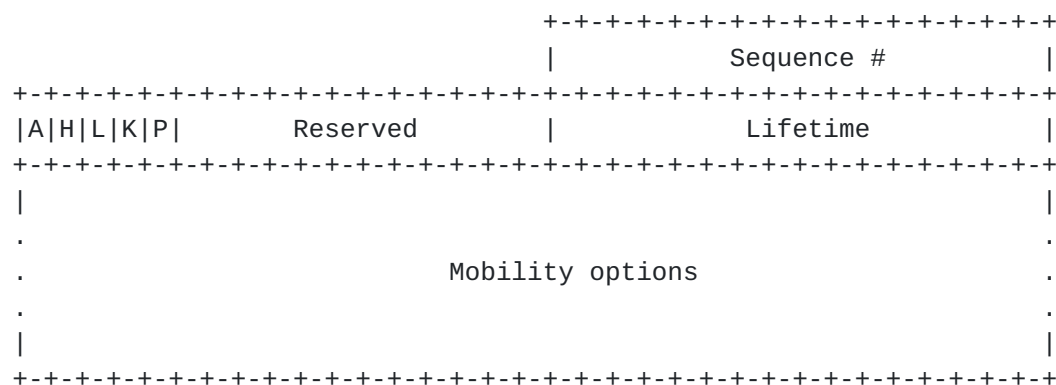 +-+-+-+-+-+-+-+-+-+-+-+-+-+-+-+-+
                                  |           Sequence #          |
+-+-+-+-+-+-+-+-+-+-+-+-+-+-+-+-+-+-+-+-+-+-+-+-+-+-+-+-+-+-+-+-+-+
|A|H|L|K|P|       Reserved        |            Lifetime           |
+-+-+-+-+-+-+-+-+-+-+-+-+-+-+-+-+-+-+-+-+-+-+-+-+-+-+-+-+-+-+-+-+-+
|                                                                 |
.                                                                 .
.                           Mobility options                      .
.                                                                 .
|                                                                 |
+-+-+-+-+-+-+-+-+-+-+-+-+-+-+-+-+-+-+-+-+-+-+-+-+-+-+-+-+-+-+-+-+-+